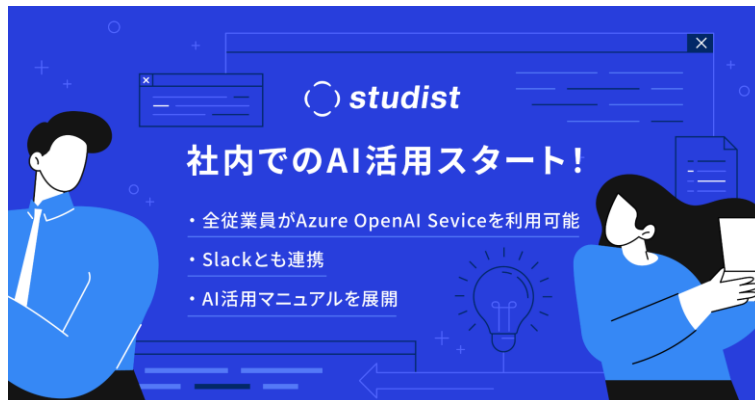 studist
社内でのAI活用スタート！
・全従業員がAzure OpenAI Seviceを利用可能
・Slackとも連携
・AI活用マニュアルを展開